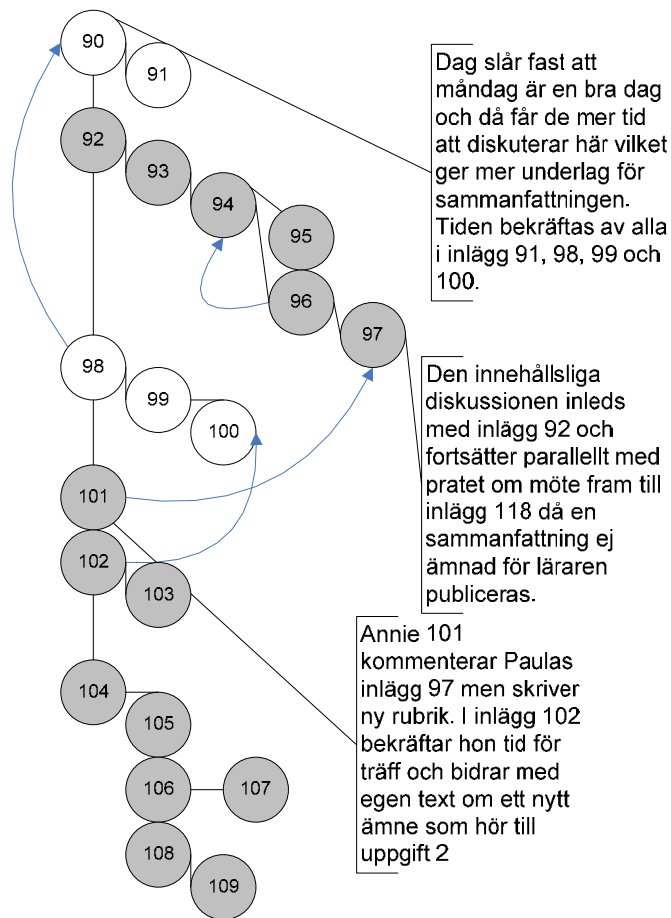 90
91
Dag slår fast att
måndag är en bra dag
och då får de mer tid
att diskuterar här vilket
ger mer underlag för
sammanfattningen.
Tiden bekräftas av alla
i inlägg 91, 98, 99 och
100.
92
93
94
95
96
97
98
99
100
Den innehållsliga
diskussionen inleds
med inlägg 92 och
fortsätter parallellt med
pratet om möte fram till
inlägg 118 då en
sammanfattning ej
ämnad för läraren
publiceras.
101
102
103
Annie 101
kommenterar Paulas
inlägg 97 men skriver
ny rubrik. I inlägg 102
bekräftar hon tid för
träff och bidrar med
egen text om ett nytt
ämne som hör till
uppgift 2
104
105
106
107
108
109